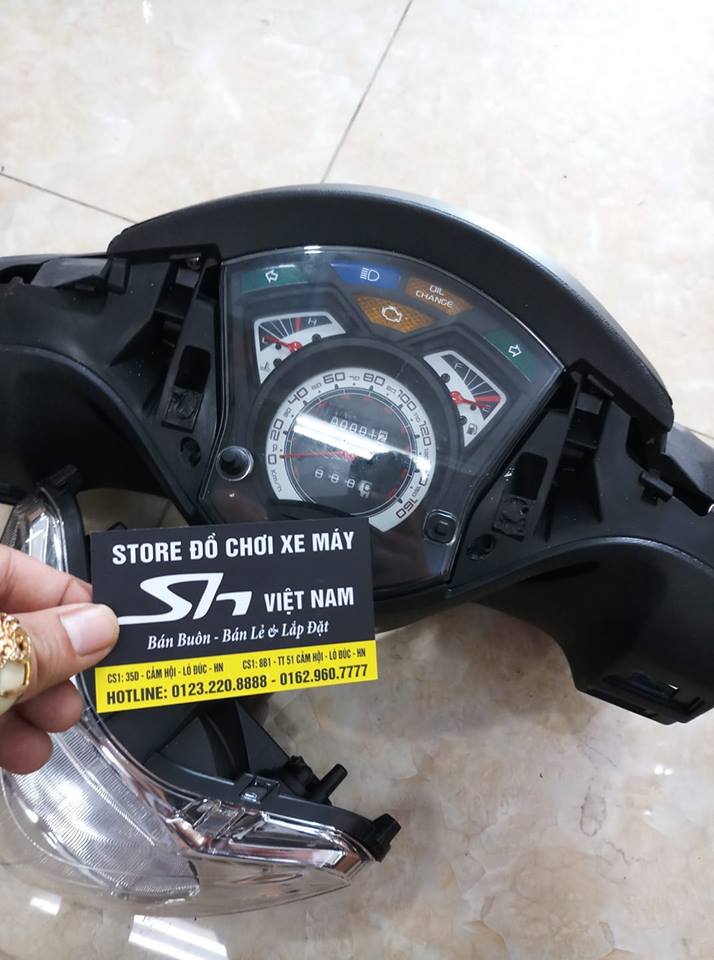 OIL
CHANGE
H
F
E
0
20
40
60
80
100
120
160
Km/h
STORE ĐỒ CHƠI XE MÁY
Sh VIỆT NAM
Bán Buôn - Bán Lẻ & Lắp Đặt
CS1: 35D - CẢM HỘI - LÒ ĐÚC - HN CS1: 8B1 - TT 51 CẢM HỘI - LÒ ĐÚC - HN
HOTLINE: 0123.220.8888 - 0162.960.7777